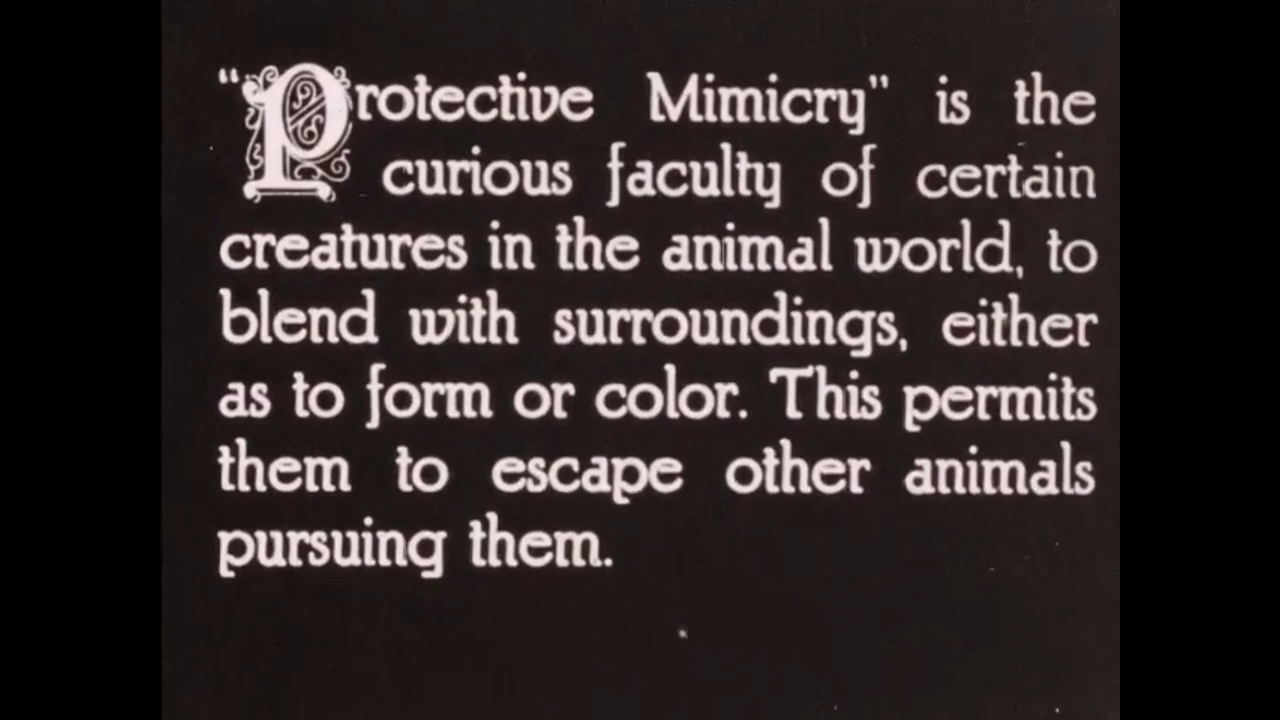 "Protective Mimicry" is the
curious faculty of certain
creatures in the animal world, to
blend with surroundings, either
as to form or color. This permits
them to escape other animals
pursuing them.